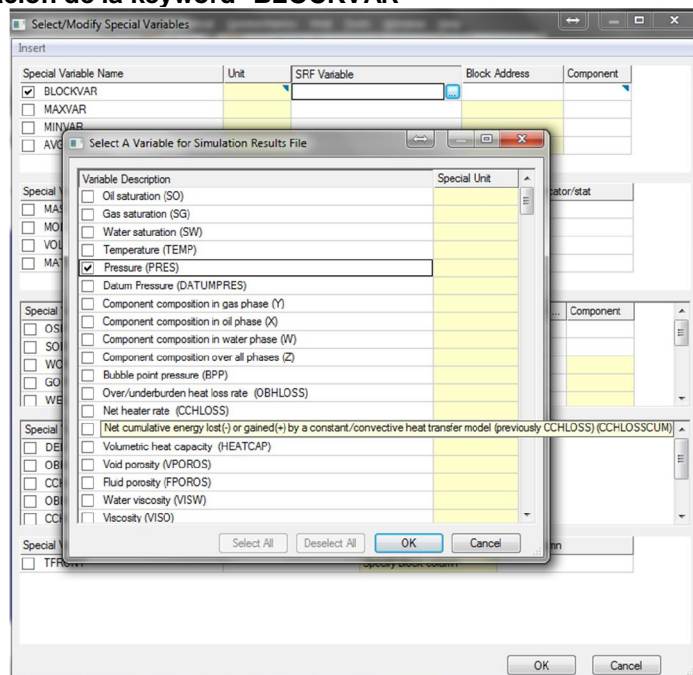 ación de la keyword "BLOCKVAR"
Select/Modify Special Variables
Insert
Special Variable Name Unit SRF Variable Block Address Component
BLOCKVAR
MAXVAR
MINVAR
Select A Variable for Simulation Results File
Variable Description Special Unit
Oil saturation (SO)
Gas saturation (SG)
Water saturation (SW)
Temperature (TEMP)
Pressure (PRES)
Datum Pressure (DATUMPRES)
Component composition in gas phase (Y)
Component composition in oil phase (X)
Component composition in water phase (W)
Component composition over all phases (Z)
Bubble point pressure (BPP)
Over/underburden heat loss rate (OBHLOSS)
Net heater rate (CCHLOSS)
Net cumulative energy lost(-) or gained(+) by a constant/convective heat transfer model (previously CCHLOSS) (CCHLOSSCUM)
Volumetric heat capacity (HEATCAP)
Void porosity (VPOROS)
Fluid porosity (FPOROS)
Water viscosity (VISW)
Viscosity (VISO)
Select All Deselect All OK Cancel
Special
Component
Special
OK Cancel